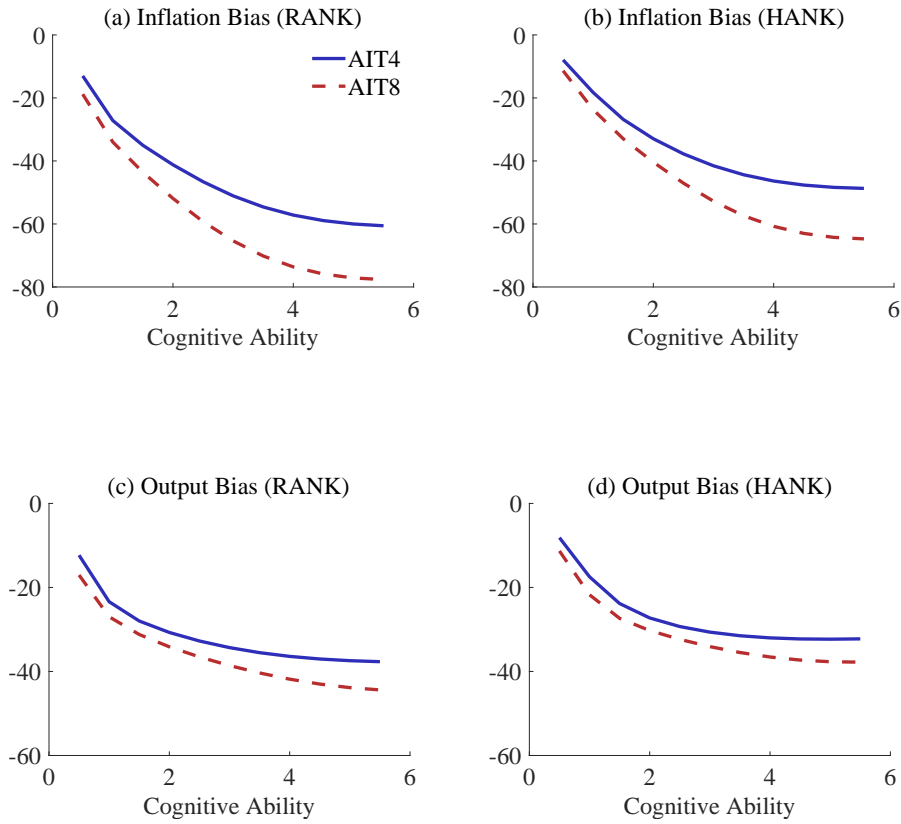 (a) Inflation Bias (RANK)
0
-20
-40
-60
-80
0 2 4 6
Cognitive Ability
AIT4
AIT8
(b) Inflation Bias (HANK)
0
-20
-40
-60
-80
0 2 4 6
Cognitive Ability
(c) Output Bias (RANK)
0
-20
-40
-60
0 2 4 6
Cognitive Ability
(d) Output Bias (HANK)
0
-20
-40
-60
0 2 4 6
Cognitive Ability